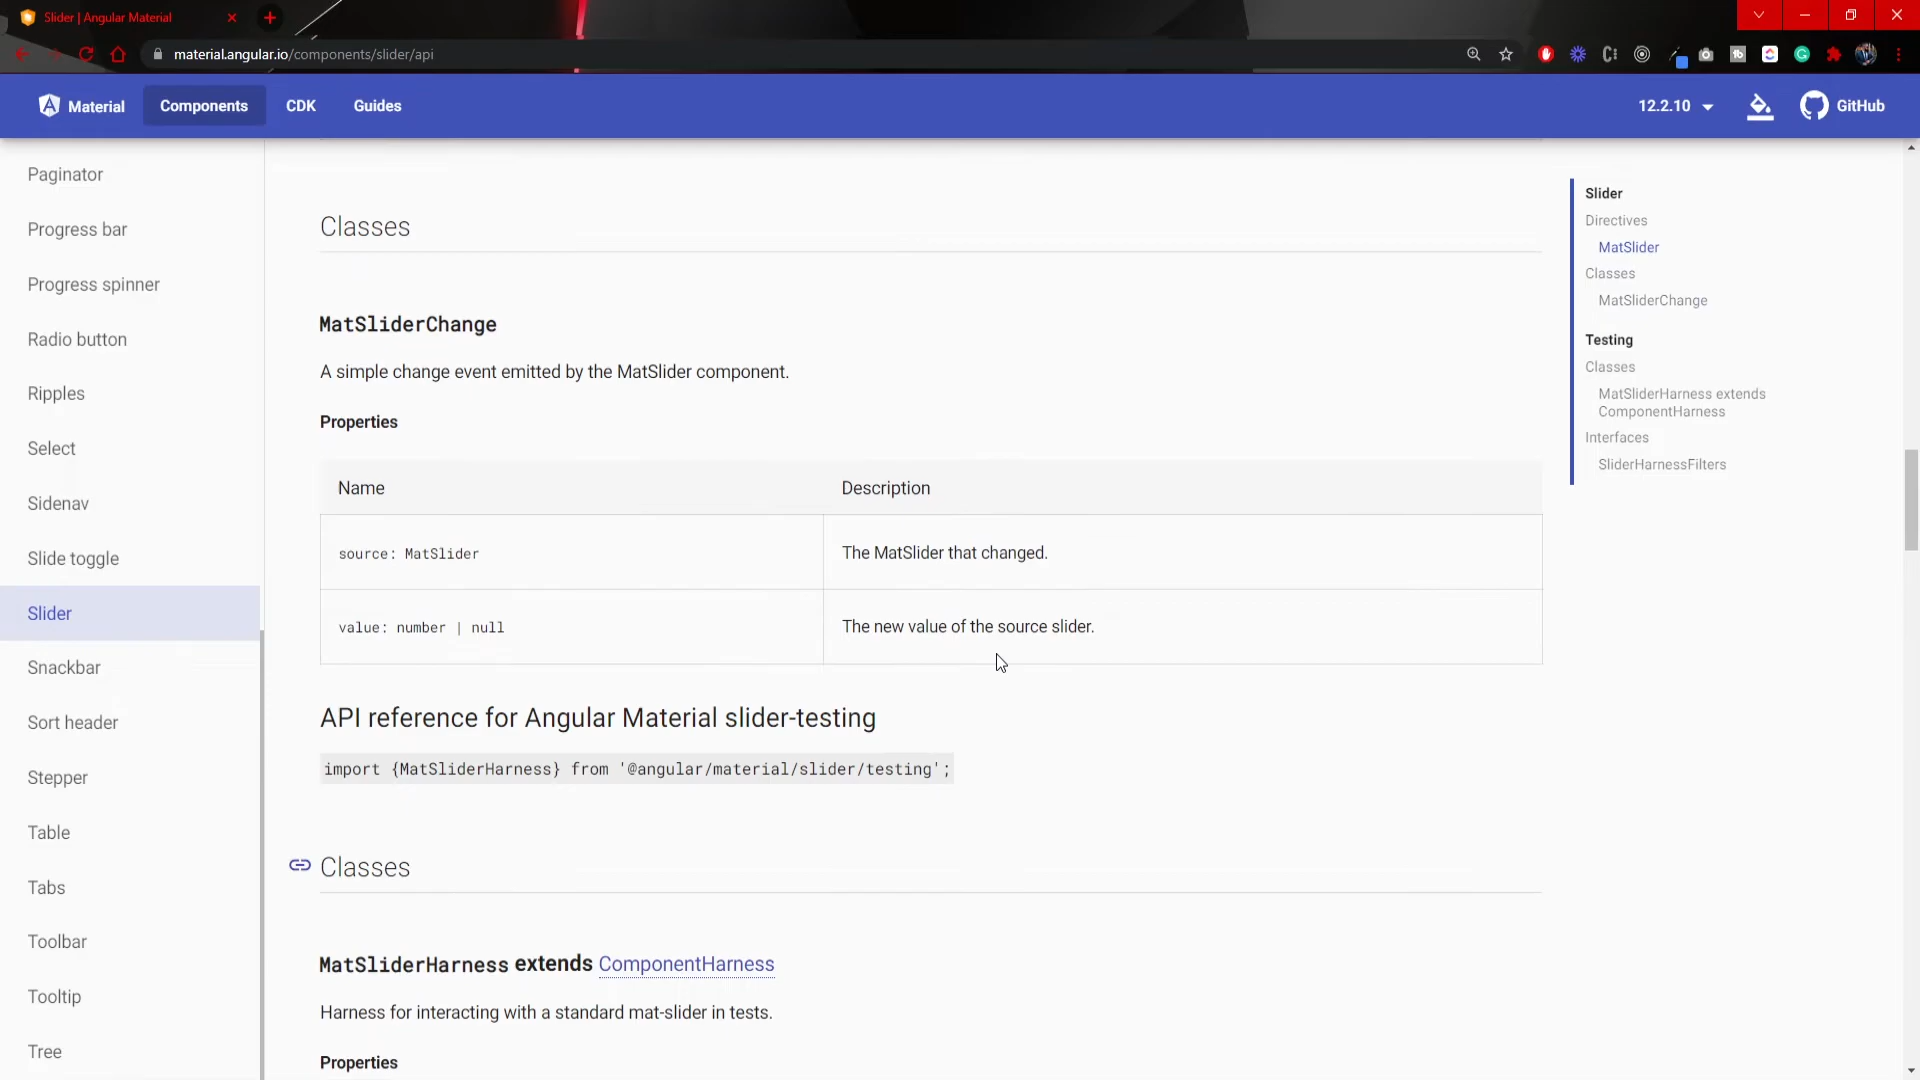 Slider | Angular Material
material.angular.io/components/slider/api
Material
Components
CDK
Guides
12.2.10
GitHub
Paginator
Progress bar
Progress spinner
Radio button
Ripples
Select
Sidenav
Slide toggle
Slider
Snackbar
Sort header
Stepper
Table
Tabs
Toolbar
Tooltip
Tree
Classes
MatSliderChange
A simple change event emitted by the MatSlider component.
Properties
Name Description
source: MatSlider The MatSlider that changed.
value: number | null The new value of the source slider.
API reference for Angular Material slider-testing
import {MatSliderHarness} from '@angular/material/slider/testing';
Classes
MatSliderHarness extends ComponentHarness
Harness for interacting with a standard mat-slider in tests.
Properties
Slider
Directives
MatSlider
Classes
MatSliderChange
Testing
Classes
MatSliderHarness extends
ComponentHarness
Interfaces
SliderHarnessFilters